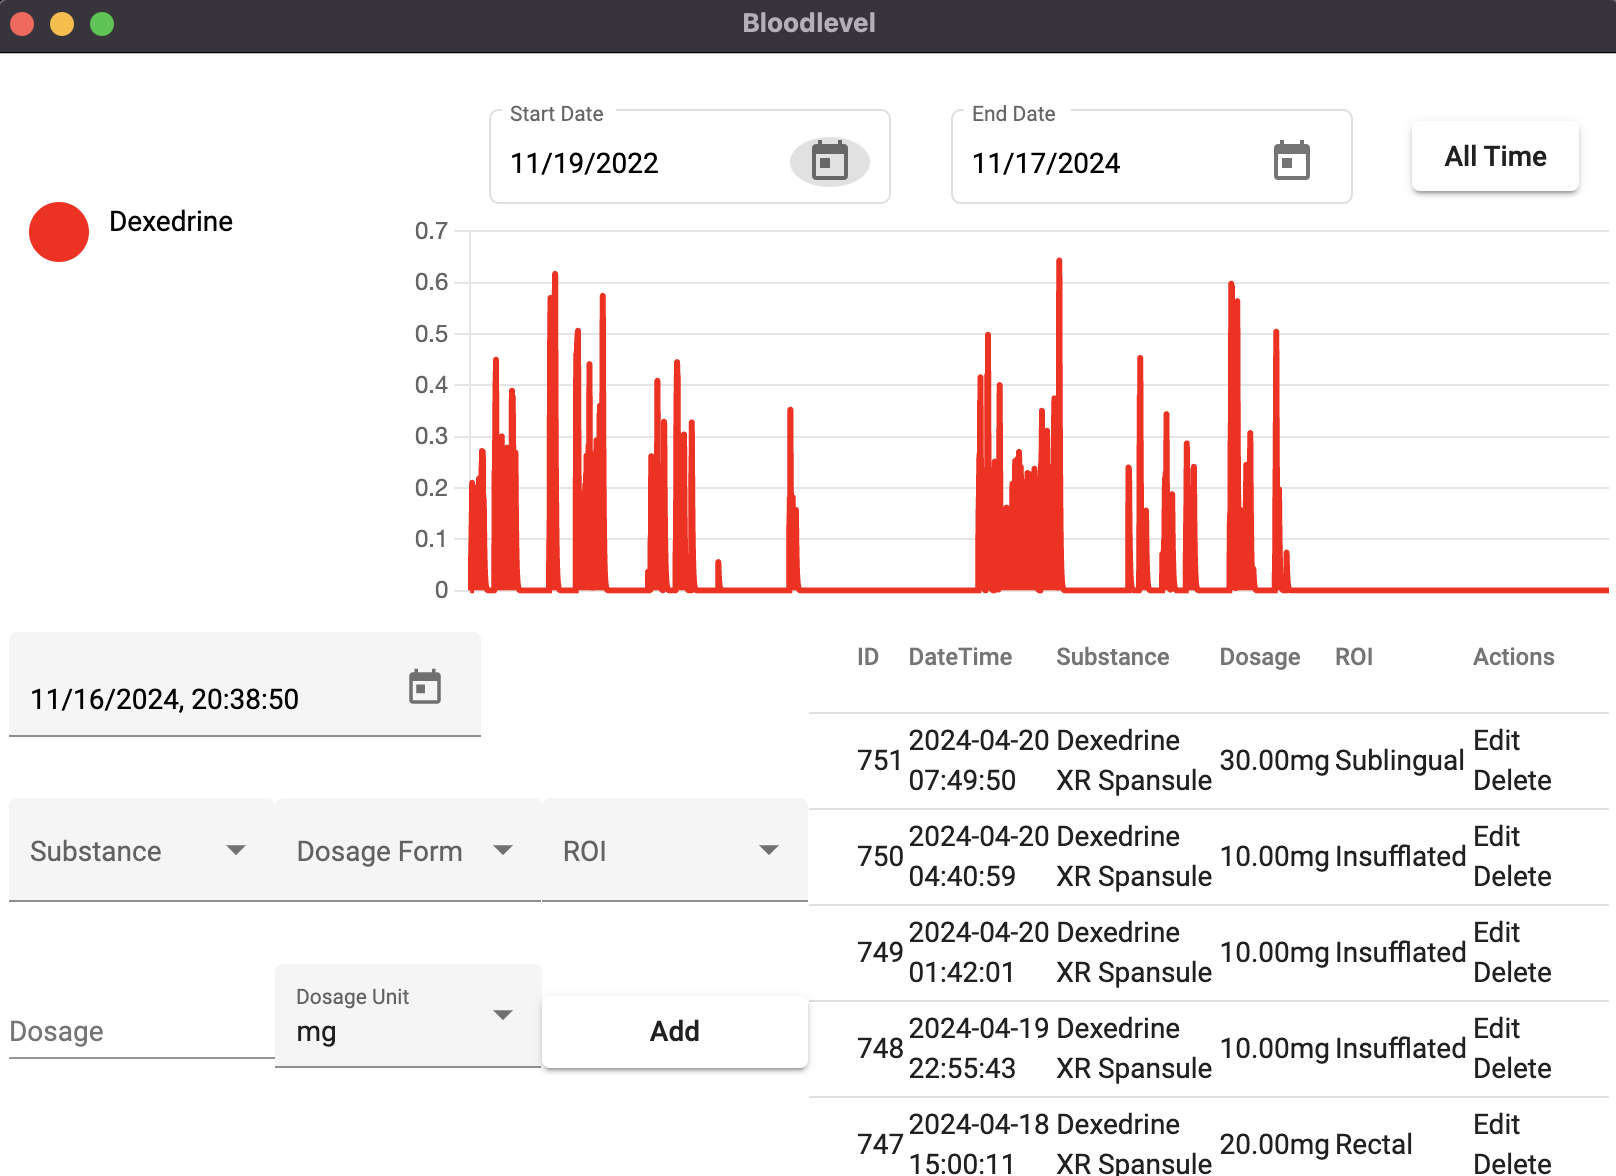 Bloodlevel
Start Date
11/19/2022
End Date
11/17/2024
All Time
Dexedrine
0.7
0.6
0.5
0.4
0.3
0.2
0.1
0
11/16/2024, 20:38:50
Substance
Dosage Form
ROI
Dosage
Dosage Unit
mg
Add
ID DateTime Substance Dosage ROI Actions
751 2024-04-20 07:49:50 Dexedrine XR Spansule 30.00mg Sublingual Edit Delete
750 2024-04-20 04:40:59 Dexedrine XR Spansule 10.00mg Insufflated Edit Delete
749 2024-04-20 01:42:01 Dexedrine XR Spansule 10.00mg Insufflated Edit Delete
748 2024-04-19 22:55:43 Dexedrine XR Spansule 10.00mg Insufflated Edit Delete
747 2024-04-18 15:00:11 Dexedrine XR Spansule 20.00mg Rectal Edit Delete